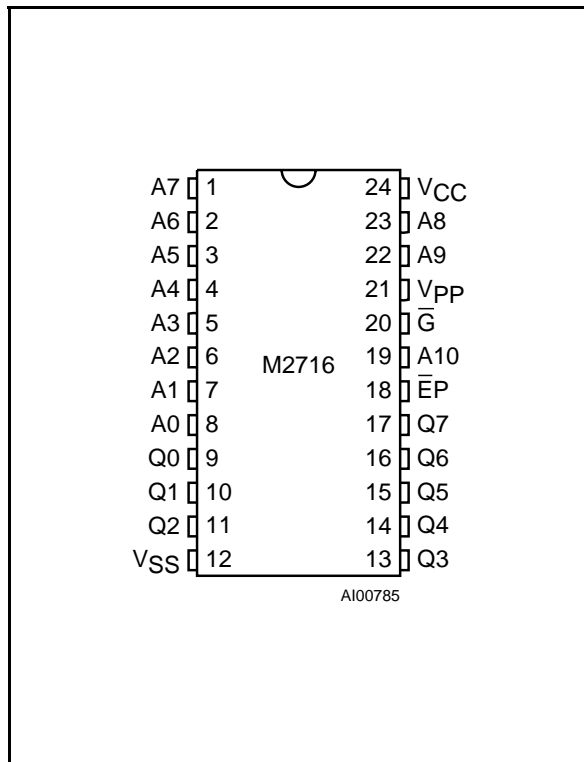 A7 1 24 VCC
A6 2 23 A8
A5 3 22 A9
A4 4 21 VPP
A3 5 20 G̅
A2 6 19 A10
M2716
A1 7 18 E̅P
A0 8 17 Q7
Q0 9 16 Q6
Q1 10 15 Q5
Q2 11 14 Q4
VSS 12 13 Q3
AI00785